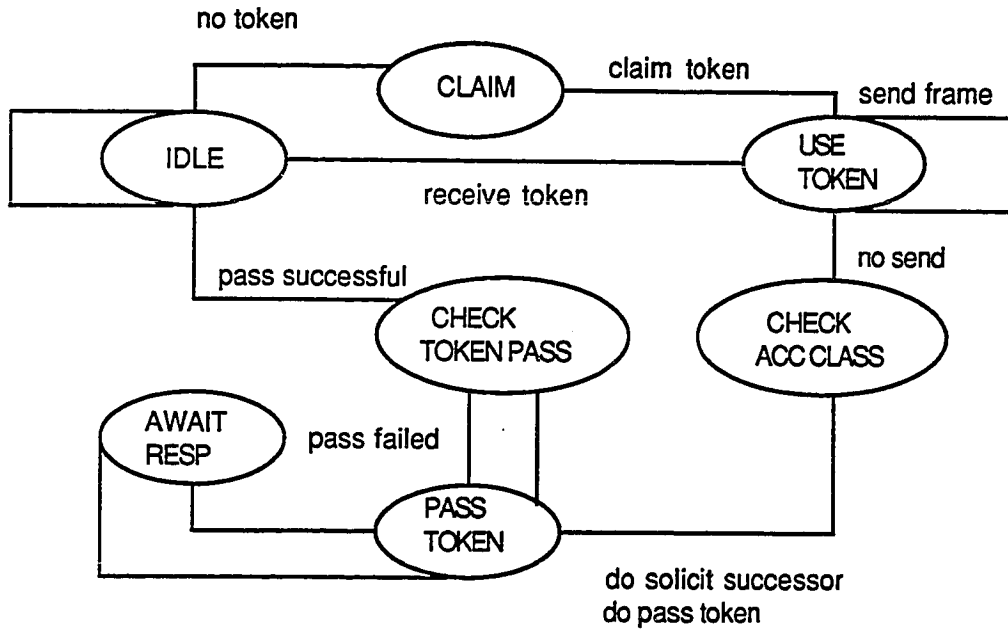 no token
CLAIM
claim token
send frame
IDLE
USE
TOKEN
receive token
no send
pass successful
CHECK
TOKEN PASS
CHECK
ACC CLASS
AWAIT
RESP
pass failed
PASS
TOKEN
do solicit successor
do pass token